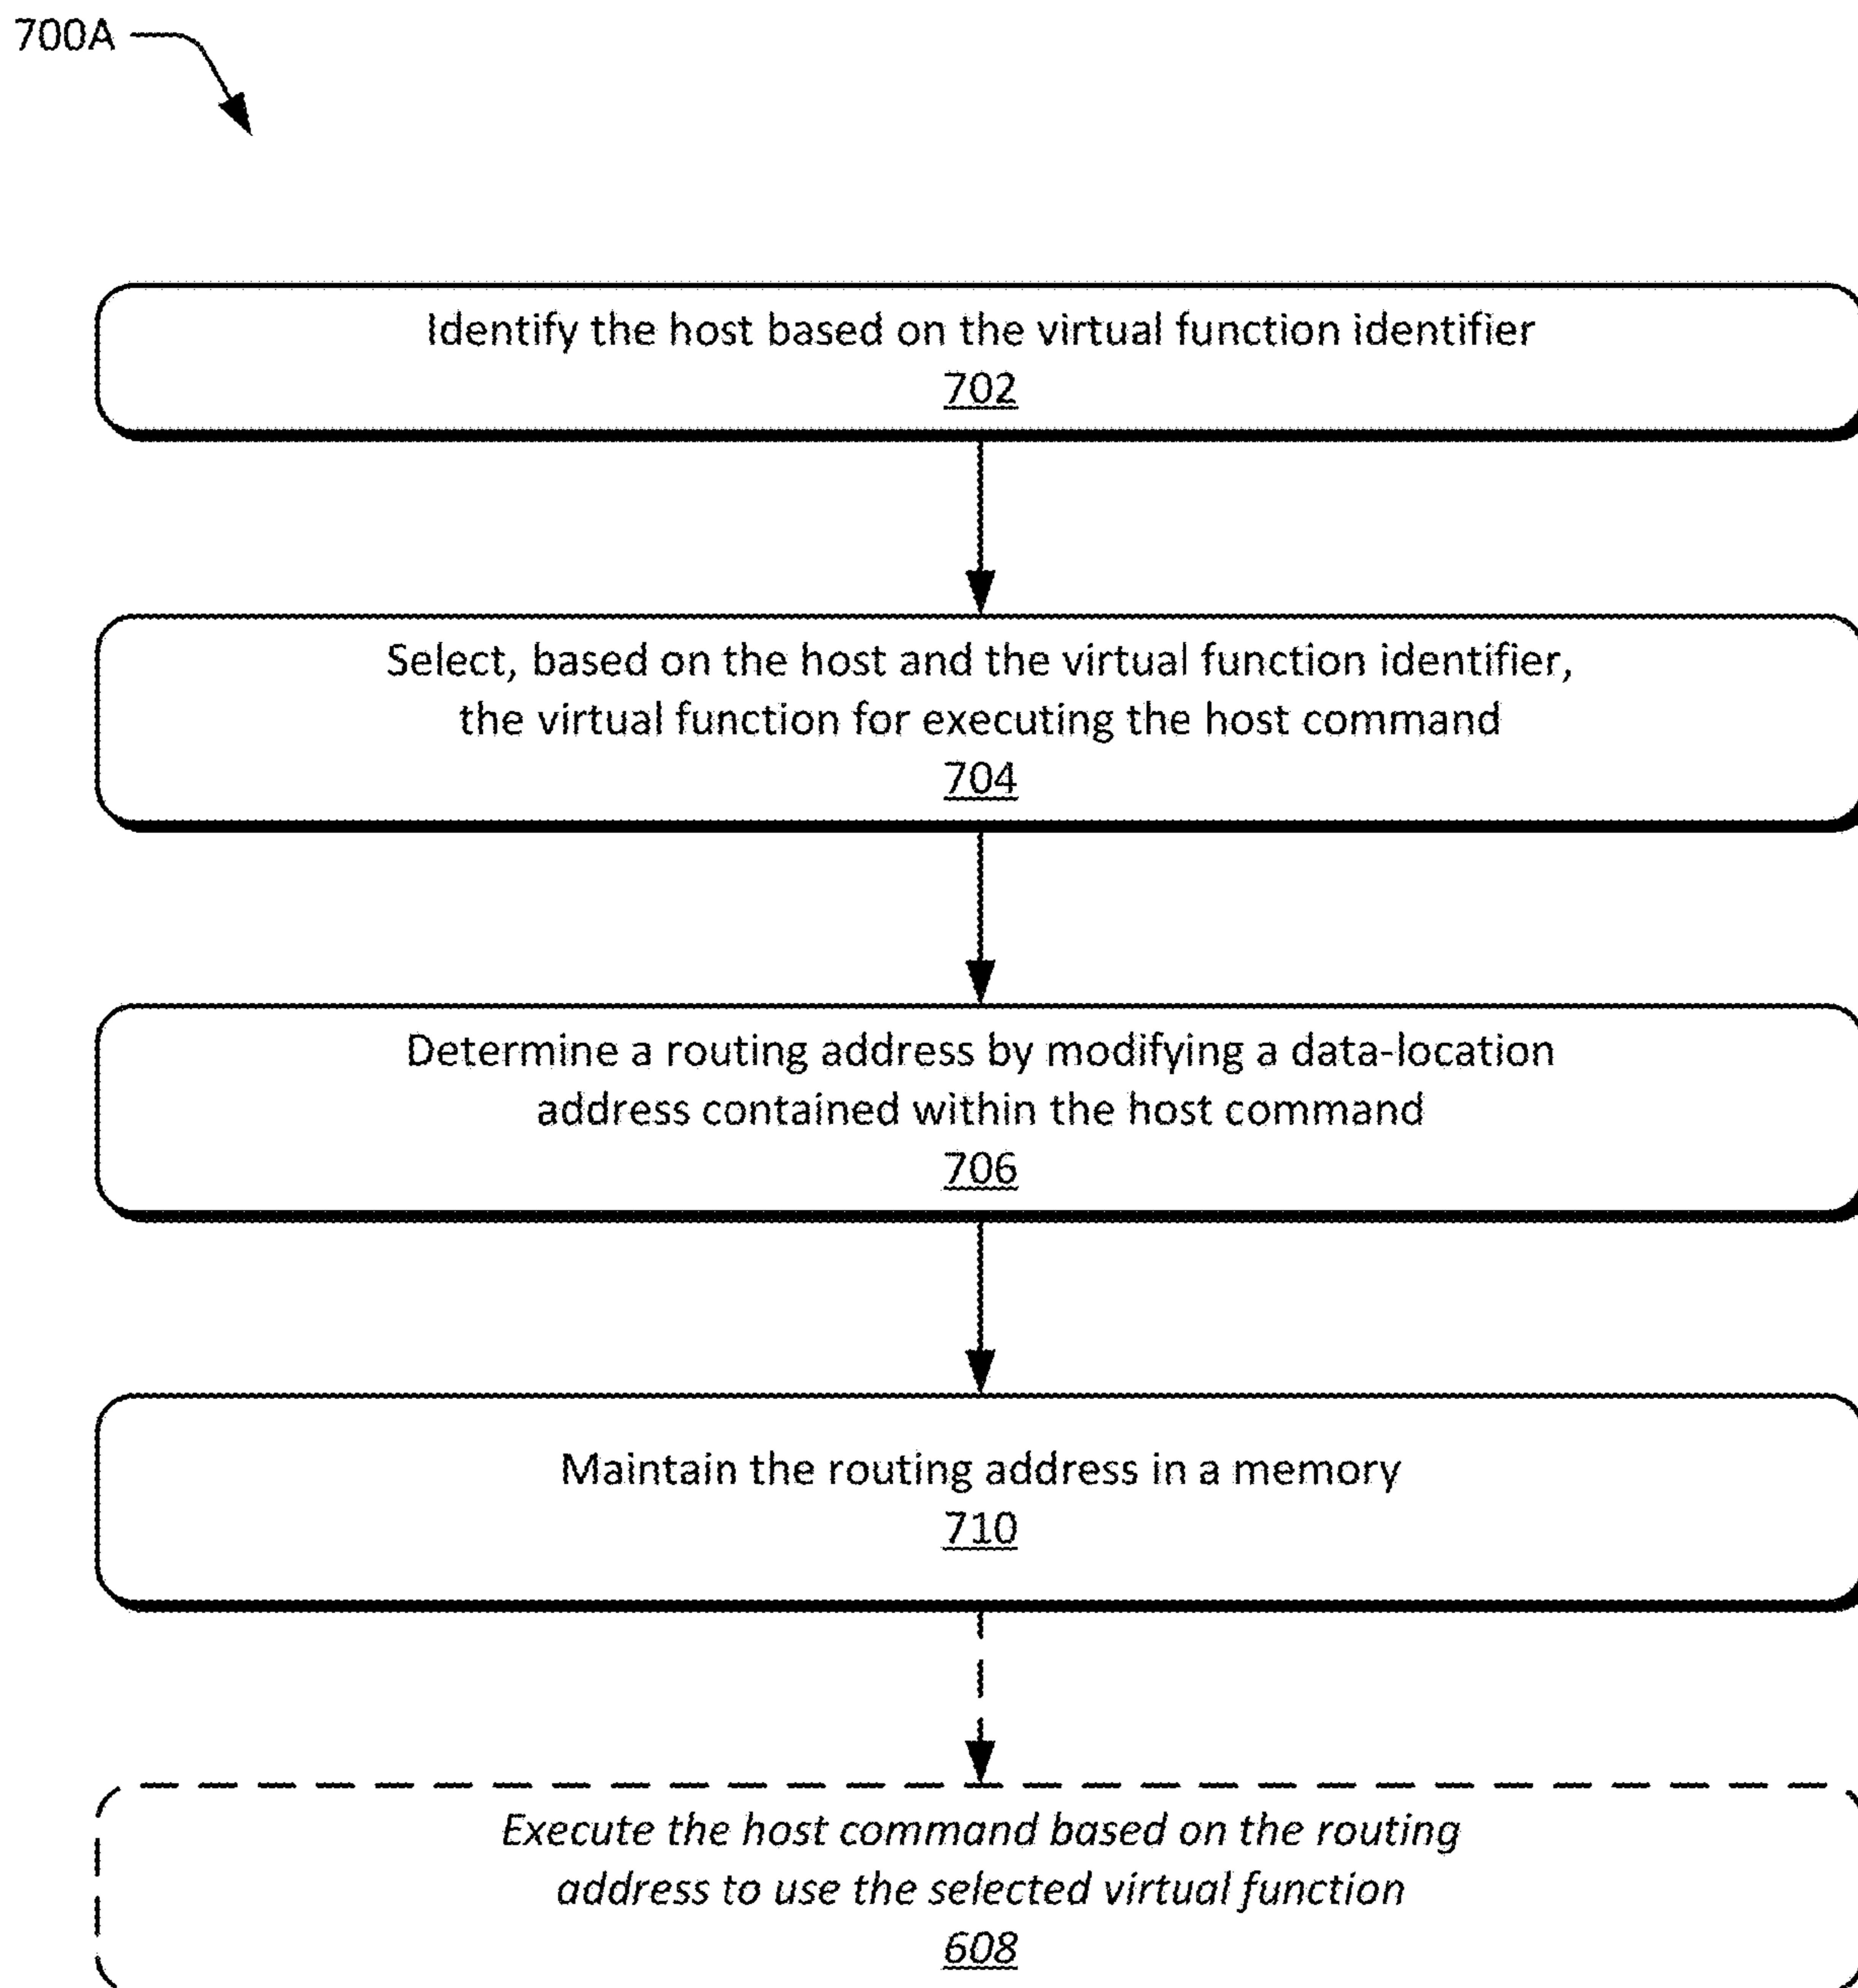 700A
Identify the host based on the virtual function identifier
702
Select, based on the host and the virtual function identifier,
the virtual function for executing the host command
704
Determine a routing address by modifying a data-location
address contained within the host command
706
Maintain the routing address in a memory
710
Execute the host command based on the routing
address to use the selected virtual function
608